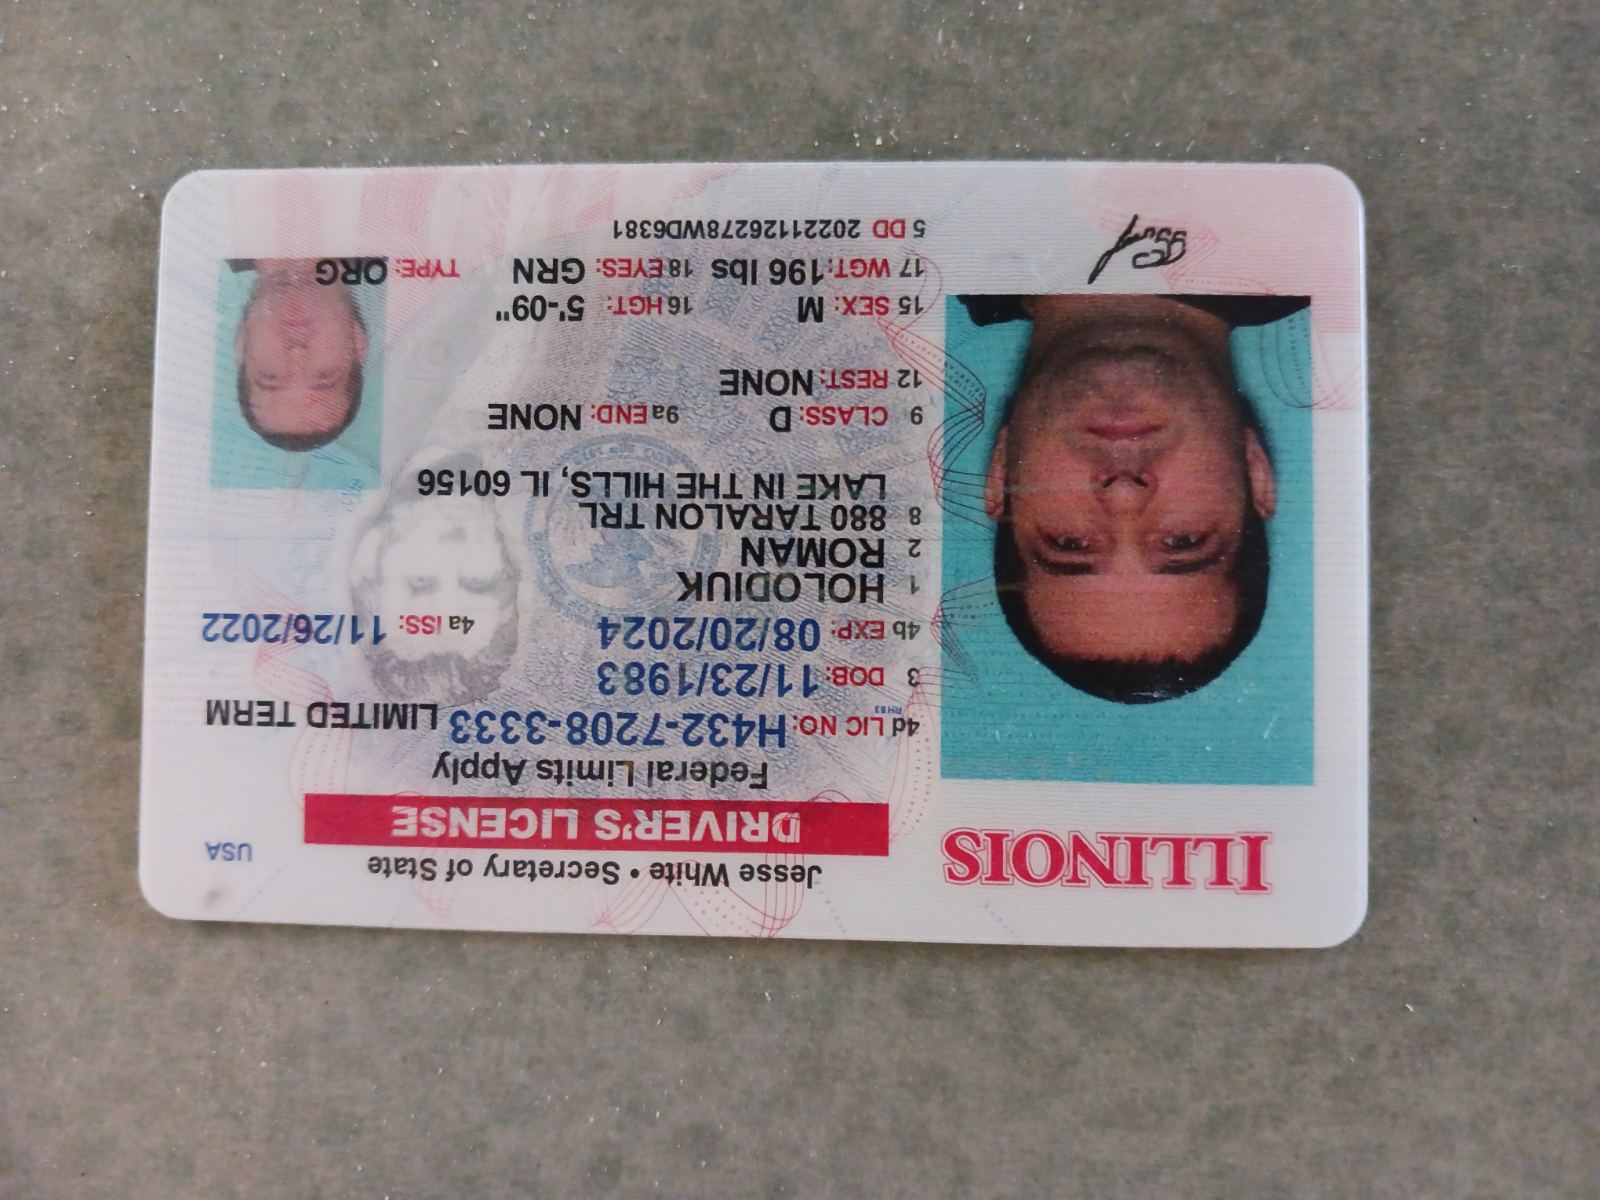 ILLINOIS
Jesse White • Secretary of State
USA
DRIVER'S LICENSE
Federal Limits Apply
4d LIC NO: H432-7208-3333 LIMITED TERM
RH83
3 DOB: 11/23/1983
4b EXP: 08/20/2024 4a ISS: 11/26/2022
1 HOLODIUK
2 ROMAN
8 880 TARALON TRL
LAKE IN THE HILLS, IL 60156
9 CLASS: D 9a END: NONE
12 REST: NONE
15 SEX: M 16 HGT: 5'-09"
17 WGT: 196 lbs 18 EYES: GRN TYPE: ORG
5 DD 20221126278WD6381